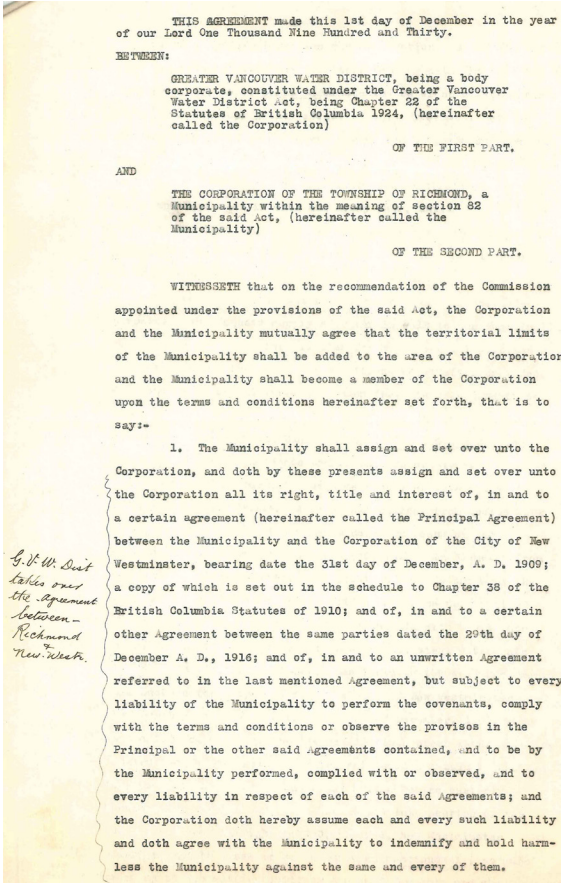 THIS AGREEMENT made this 1st day of December in the year
of our Lord One Thousand Nine Hundred and Thirty.
BETWEEN:
GREATER VANCOUVER WATER DISTRICT, being a body
corporate, constituted under the Greater Vancouver
Water District Act, being Chapter 22 of the
Statutes of British Columbia 1924, (hereinafter
called the Corporation)
OF THE FIRST PART.
AND
THE CORPORATION OF THE TOWNSHIP OF RICHMOND, a
Municipality within the meaning of section 82
of the said Act, (hereinafter called the
Municipality)
OF THE SECOND PART.
WITNESSETH that on the recommendation of the Commission
appointed under the provisions of the said Act, the Corporation
and the Municipality mutually agree that the territorial limits
of the Municipality shall be added to the area of the Corporation
and the Municipality shall become a member of the Corporation
upon the terms and conditions hereinafter set forth, that is to
say:-
1. The Municipality shall assign and set over unto the
Corporation, and doth by these presents assign and set over unto
the Corporation all its right, title and interest of, in and to
a certain agreement (hereinafter called the Principal Agreement)
between the Municipality and the Corporation of the City of New
Westminster, bearing date the 31st day of December, A. D. 1909;
a copy of which is set out in the schedule to Chapter 38 of the
British Columbia Statutes of 1910; and of, in and to a certain
other Agreement between the same parties dated the 29th day of
December A. D., 1916; and of, in and to an unwritten Agreement
referred to in the last mentioned Agreement, but subject to every
liability of the Municipality to perform the covenants, comply
with the terms and conditions or observe the provisos in the
Principal or the other said Agreements contained, and to be by
the Municipality performed, complied with or observed, and to
every liability in respect of each of the said Agreements; and
the Corporation doth hereby assume each and every such liability
and doth agree with the Municipality to indemnify and hold harm-
less the Municipality against the same and every of them.
G.V.W. Dist
takes over
the Agreement
between-
Richmond
&
New. Westr.